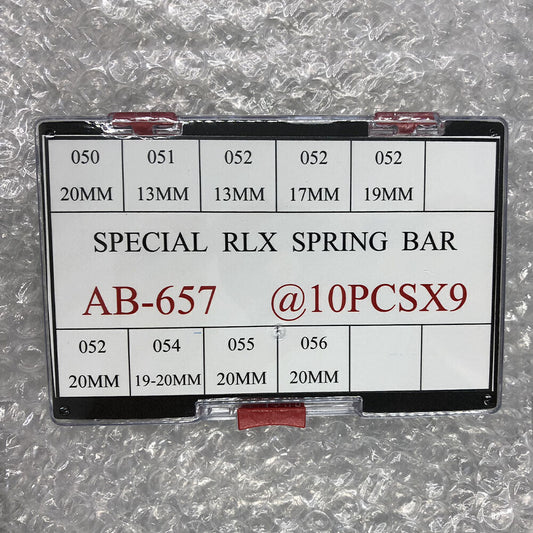 050 051 052 052 052
20MM 13MM 13MM 17MM 19MM
SPECIAL RLX SPRING BAR
AB-657 @10PCSX9
052 054 055 056
20MM 19-20MM 20MM 20MM